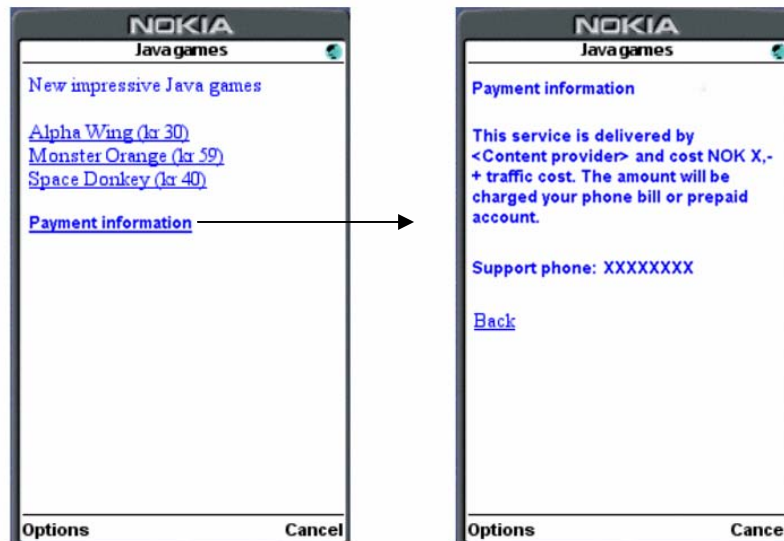 NOKIA
Java games
New impressive Java games
Alpha Wing (kr 30)
Monster Orange (kr 59)
Space Donkey (kr 40)
Payment information
Options Cancel
NOKIA
Java games
Payment information
This service is delivered by
<Content provider> and cost NOK X,-
+ traffic cost. The amount will be
charged your phone bill or prepaid
account.
Support phone: XXXXXXXX
Back
Options Cance